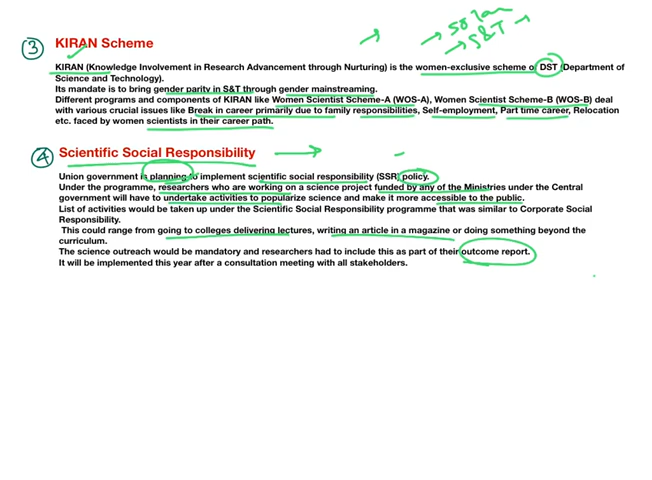 Solar
S&T
3 KIRAN Scheme
KIRAN (Knowledge Involvement in Research Advancement through Nurturing) is the women-exclusive scheme of DST (Department of
Science and Technology).
Its mandate is to bring gender parity in S&T through gender mainstreaming.
Different programs and components of KIRAN like Women Scientist Scheme-A (WOS-A), Women Scientist Scheme-B (WOS-B) deal
with various crucial issues like Break in career primarily due to family responsibilities, Self-employment, Part time career, Relocation
etc. faced by women scientists in their career path.
4 Scientific Social Responsibility
Union government is planning to implement scientific social responsibility (SSR) policy.
Under the programme, researchers who are working on a science project funded by any of the Ministries under the Central
government will have to undertake activities to popularize science and make it more accessible to the public.
List of activities would be taken up under the Scientific Social Responsibility programme that was similar to Corporate Social
Responsibility.
This could range from going to colleges delivering lectures, writing an article in a magazine or doing something beyond the
curriculum.
The science outreach would be mandatory and researchers had to include this as part of their outcome report.
It will be implemented this year after a consultation meeting with all stakeholders.